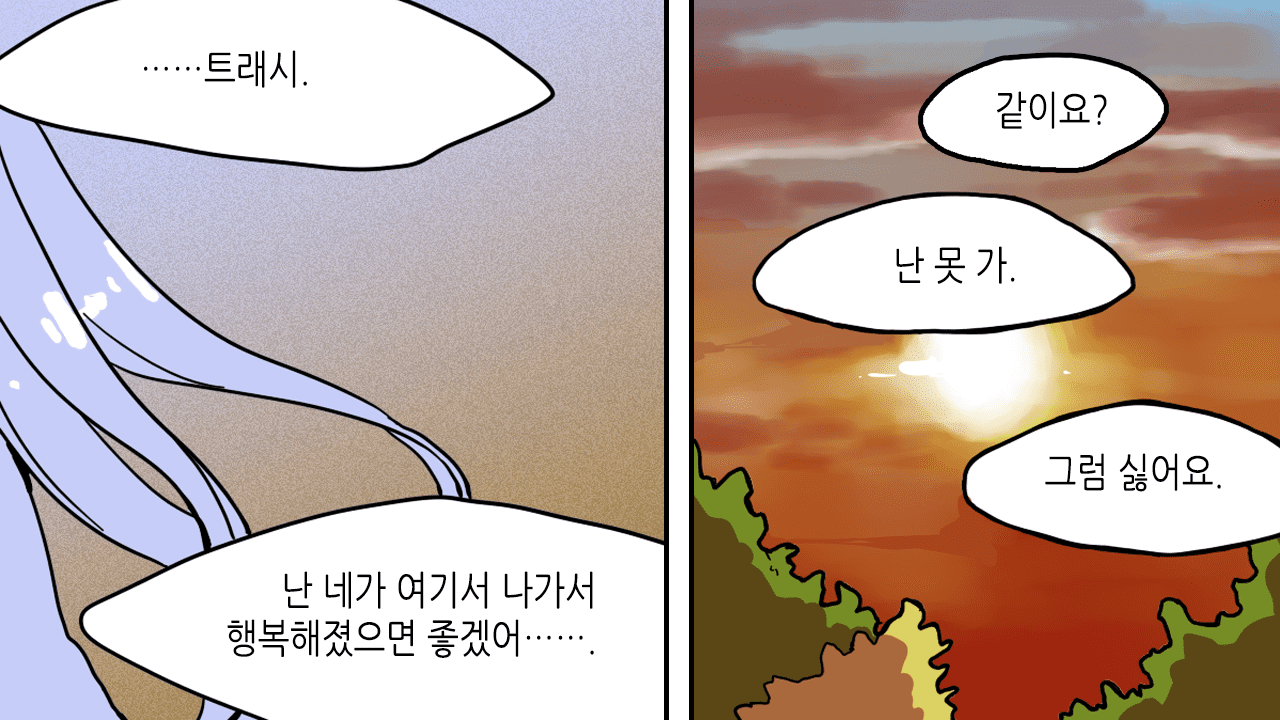 ……트래시.
난 네가 여기서 나가서
행복해졌으면 좋겠어…….
같이요?
난 못 가.
그럼 싫어요.